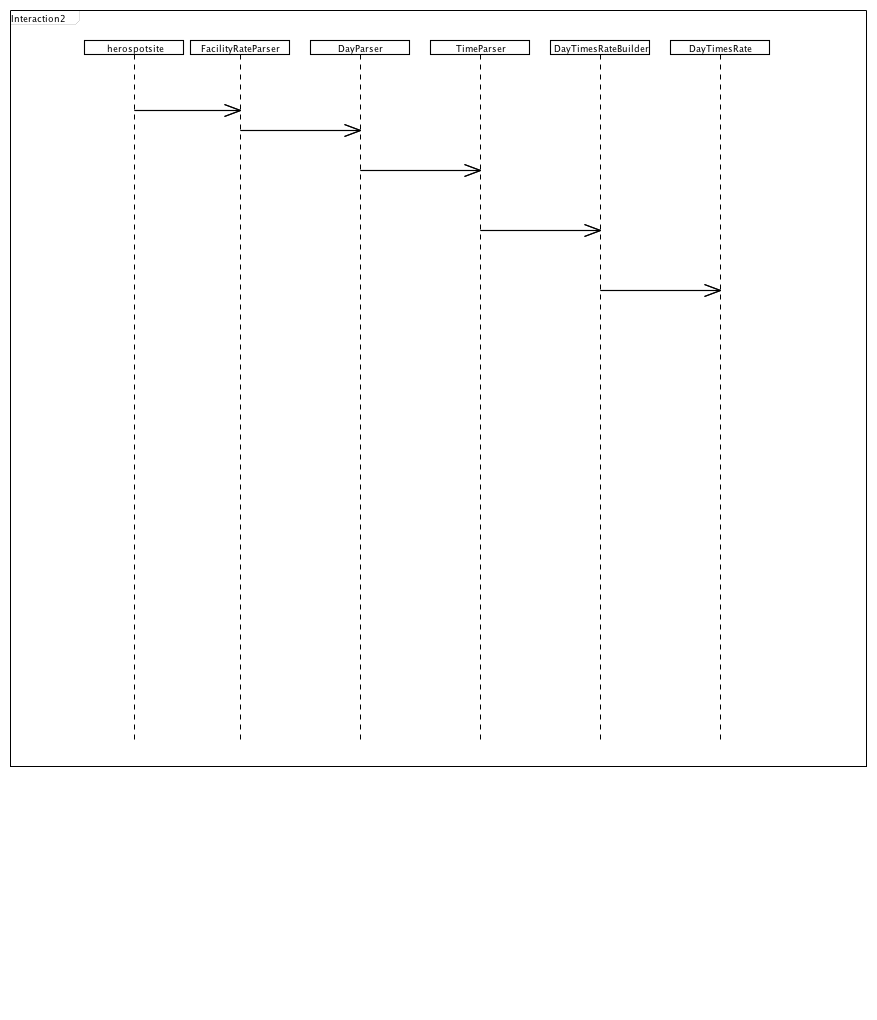 Interaction2
herospotsite
FacilityRateParser
DayParser
TimeParser
DayTimesRateBuilder
DayTimesRate